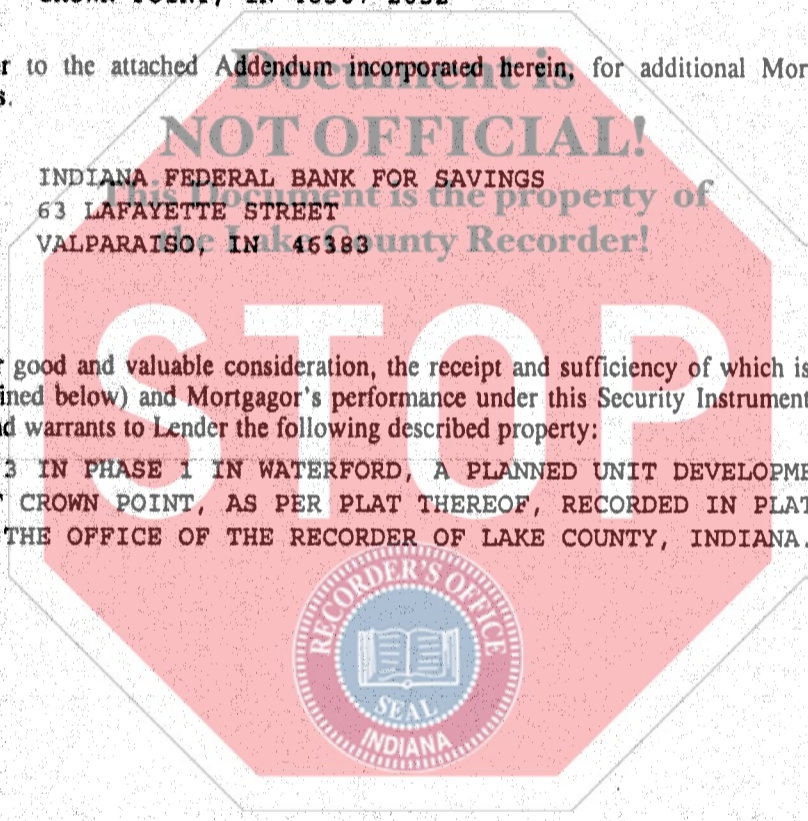 r to the attached Addendum incorporated herein, for additional Mor
s.
Document is
NOT OFFICIAL!
This Document is the property of
the Lake County Recorder!
INDIANA FEDERAL BANK FOR SAVINGS
63 LAFAYETTE STREET
VALPARAISO, IN 46383
STOP
r good and valuable consideration, the receipt and sufficiency of which is
ined below) and Mortgagor's performance under this Security Instrument
d warrants to Lender the following described property:
3 IN PHASE 1 IN WATERFORD, A PLANNED UNIT DEVELOPME
CROWN POINT, AS PER PLAT THEREOF, RECORDED IN PLAT
THE OFFICE OF THE RECORDER OF LAKE COUNTY, INDIANA.
RECORDER'S OFFICE
SEAL
INDIANA